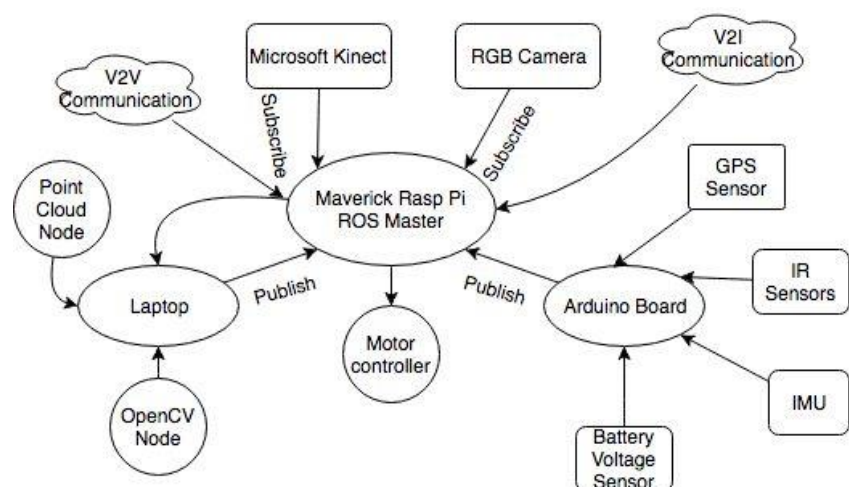 V2V
Communication
Microsoft Kinect
RGB Camera
V2I
Communication
Subscribe
Subscribe
Point
Cloud
Node
Maverick Rasp Pi
ROS Master
GPS
Sensor
Laptop
Publish
Publish
Arduino Board
IR
Sensors
Motor
controller
OpenCV
Node
Battery
Voltage
Sensor
IMU